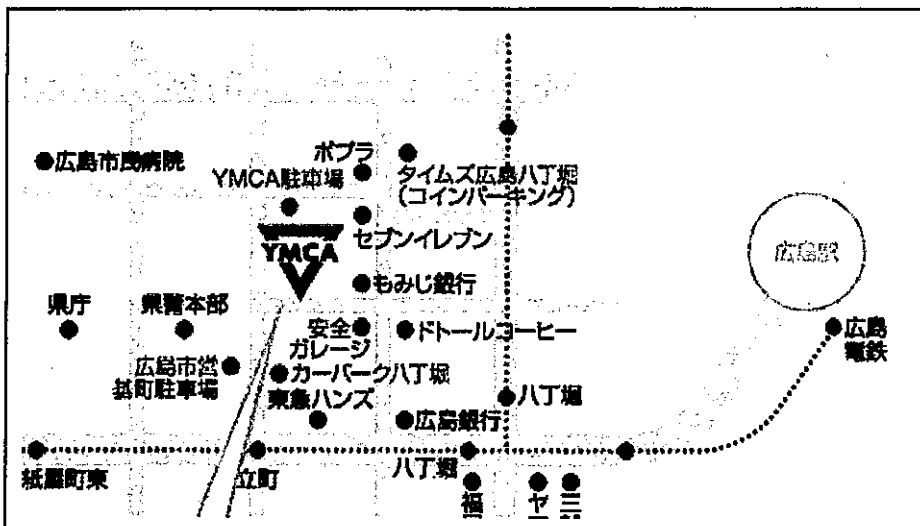 広島市民病院
ポプラ
YMCA駐車場
タイムズ広島八丁堀
(コインパーキング)
セブンイレブン
YMCA
広島駅
もみじ銀行
県庁
県警本部
安全
ガレージ
ドトールコーヒー
広島
電鉄
広島市営
基町駐車場
カーパーク八丁堀
東急ハンズ
八丁堀
広島銀行
紙屋町東
立町
八丁堀
福
ヤ
三